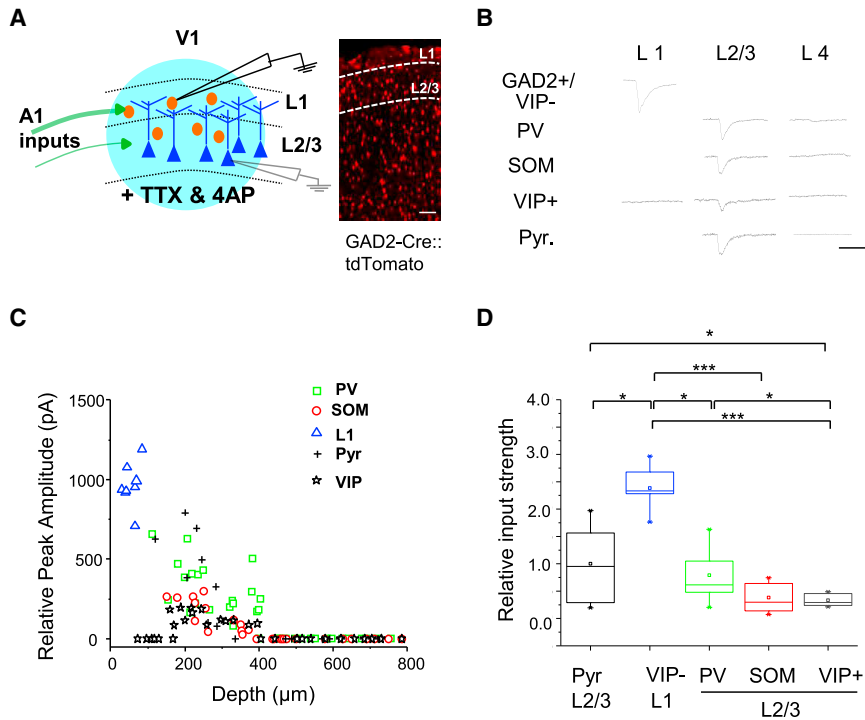 A
V1
A1
inputs
L1
L2/3
+ TTX & 4AP
L1
L2/3
GAD2-Cre::
tdTomato
B
L 1 L2/3 L 4
GAD2+/
VIP-
PV
SOM
VIP+
Pyr.
C
Relative Peak Amplitude (pA)
1500
1000
500
0
0 200 400 600 800
Depth (µm)
PV
SOM
L1
Pyr
VIP
D
Relative input strength
4.0
3.0
2.0
1.0
0.0
*
***
* * *
***
Pyr VIP- PV SOM VIP+
L2/3 L1 L2/3